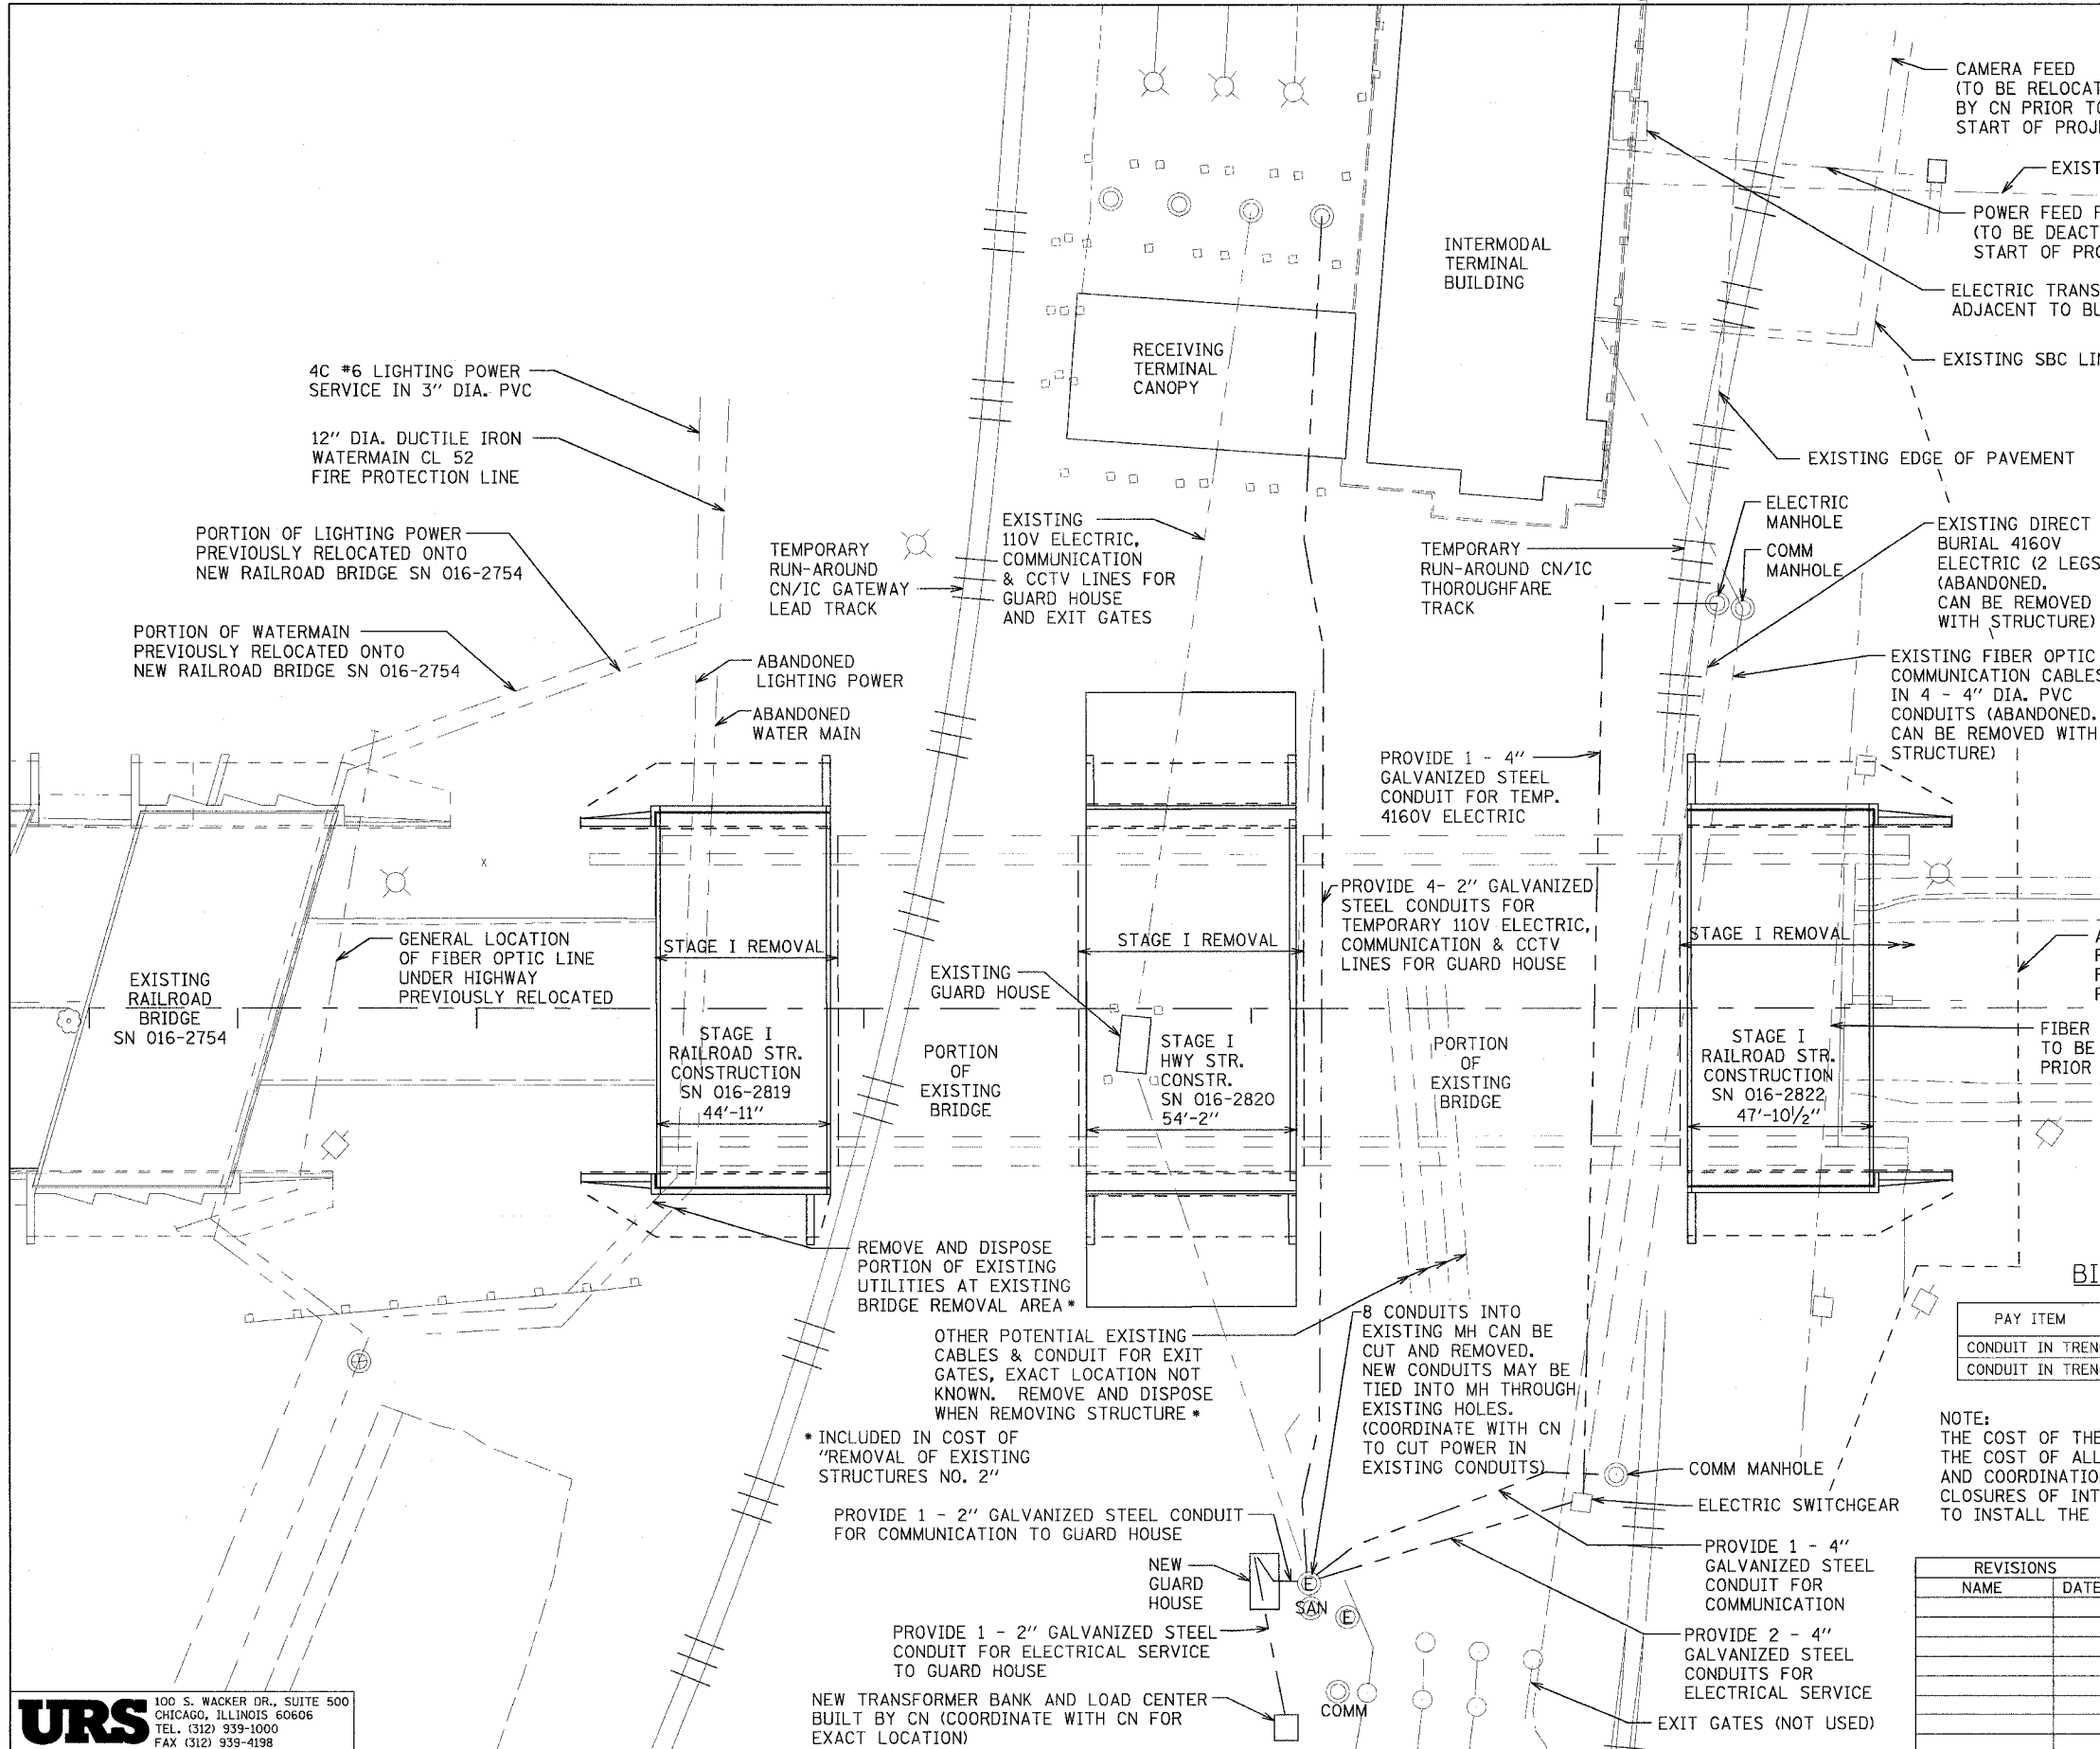 CAMERA FEED
BY CN PRIOR
INTERMODAL
TERMINAL
BUILDING
POWER FEED
ELECTRIC
ADJACENT TO
EXISTING SBC
RECEIVING
TERMINAL
CANOPY
4C #6 LIGHTING POWER
SERVICE IN 3" DIA. PVC
12" DIA. DUCTILE IRON
WATERMAIN CL 52
FIRE PROTECTION LINE
EXISTING EDGE OF PAVEMENT
PORTION OF LIGHTING POWER
PREVIOUSLY RELOCATED ONTO
NEW RAILROAD BRIDGE SN 016-2754
TEMPORARY
RUN-AROUND
CN/IC GATEWAY
LEAD TRACK
EXISTING
110V ELECTRIC,
COMMUNICATION
& CCTV LINES FOR
GUARD HOUSE
AND EXIT GATES
TEMPORARY
RUN-AROUND CN/IC
THOROUGHFARE
TRACK
ELECTRIC
MANHOLE
COMM
MANHOLE
EXISTING DIRECT
BURIAL 4160V
ELECTRIC (2 LEGS
(ABANDONED.
CAN BE REMOVED
WITH STRUCTURE)
PORTION OF WATERMAIN
PREVIOUSLY RELOCATED ONTO
NEW RAILROAD BRIDGE SN 016-2754
ABANDONED
LIGHTING POWER
ABANDONED
WATER MAIN
EXISTING FIBER OPTIC
COMMUNICATION CABLES
IN 4 - 4" DIA. PVC
CONDUITS (ABANDONED.
CAN BE REMOVED WITH
STRUCTURE)
PROVIDE 1 - 4"
GALVANIZED STEEL
CONDUIT FOR TEMP.
4160V ELECTRIC
PROVIDE 4- 2" GALVANIZED
STEEL CONDUITS FOR
TEMPORARY 110V ELECTRIC,
COMMUNICATION & CCTV
LINES FOR GUARD HOUSE
X
GENERAL LOCATION
OF FIBER OPTIC LINE
UNDER HIGHWAY
PREVIOUSLY RELOCATED
STAGE I REMOVAL
STAGE I REMOVAL
STAGE I REMOVAL
EXISTING
RAILROAD
BRIDGE
SN 016-2754
EXISTING
GUARD HOUSE
STAGE I
RAILROAD STR.
CONSTRUCTION
SN 016-2819
44'-11"
PORTION
OF
EXISTING
BRIDGE
STAGE I
HWY STR.
CONSTR.
SN 016-2820
54'-2"
PORTION
OF
EXISTING
BRIDGE
STAGE I
RAILROAD STR.
CONSTRUCTION
SN 016-2822
47'-10 1/2"
FIBER
TO BE
PRIOR
REMOVE AND DISPOSE
PORTION OF EXISTING
UTILITIES AT EXISTING
BRIDGE REMOVAL AREA *
OTHER POTENTIAL EXISTING
CABLES & CONDUIT FOR EXIT
GATES, EXACT LOCATION NOT
KNOWN. REMOVE AND DISPOSE
WHEN REMOVING STRUCTURE *
* INCLUDED IN COST OF
"REMOVAL OF EXISTING
STRUCTURES NO. 2"
8 CONDUITS INTO
EXISTING MH CAN BE
CUT AND REMOVED.
NEW CONDUITS MAY BE
TIED INTO MH THROUGH
EXISTING HOLES.
(COORDINATE WITH CN
TO CUT POWER IN
EXISTING CONDUITS)
PAY ITEM
CONDUIT IN
CONDUIT IN
NOTE:
THE COST OF THE
THE COST OF ALL
AND
CLOSURES OF
TO INSTALL THE
COMM MANHOLE
ELECTRIC SWITCHGEAR
PROVIDE 1 - 2" GALVANIZED STEEL CONDUIT
FOR COMMUNICATION TO GUARD HOUSE
NEW
GUARD
HOUSE
E
SAN
E
PROVIDE 1 - 4"
GALVANIZED STEEL
CONDUIT FOR
COMMUNICATION
PROVIDE 1 - 2" GALVANIZED STEEL
CONDUIT FOR ELECTRICAL SERVICE
TO GUARD HOUSE
PROVIDE 2 - 4"
GALVANIZED STEEL
CONDUITS FOR
ELECTRICAL SERVICE
NEW TRANSFORMER BANK AND LOAD CENTER
BUILT BY CN (COORDINATE WITH CN FOR
EXACT LOCATION)
COMM
EXIT GATES (NOT USED)
REVISIONS
NAME DATE
URS
100 S. WACKER DR., SUITE 500
CHICAGO, ILLINOIS 60606
TEL. (312) 939-1000
FAX (312) 939-4198